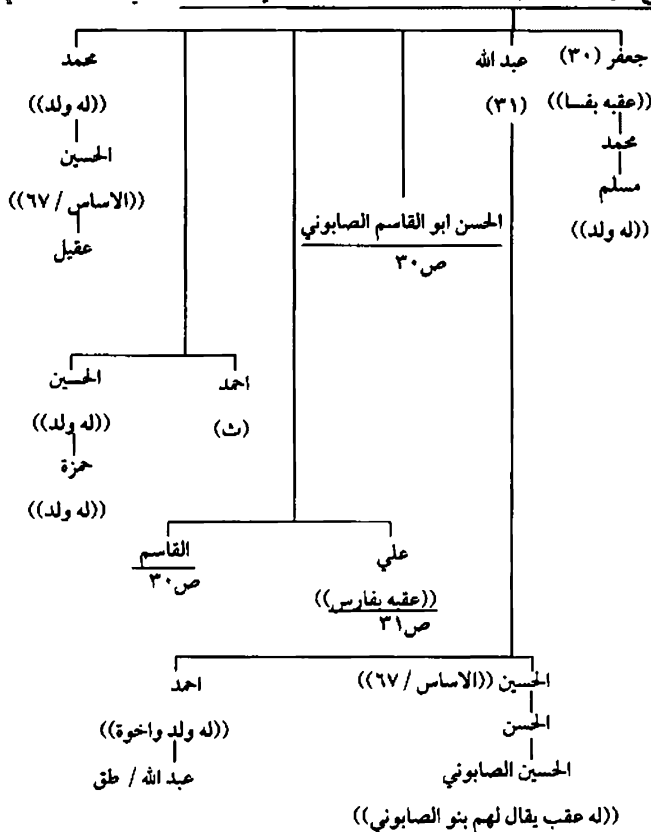 جعفر (٣٠)
((عقبه بفسا))
محمد
مسلم
((له ولد))
عبد الله
(٣١)
الحسن ابو القاسم الصابوني
ص٣٠
محمد
((له ولد))
الحسين
((الاساس / ٦٧))
عقيل
احمد
(ث)
الحسين
((له ولد))
حمزة
((له ولد))
علي
((عقبه بفارس))
ص٣١
القاسم
ص٣٠
الحسين ((الاساس / ٦٧))
الحسن
الحسين الصابوني
((له عقب يقال لهم بنو الصابوني))
احمد
((له ولد واخوة))
عبد الله / طق